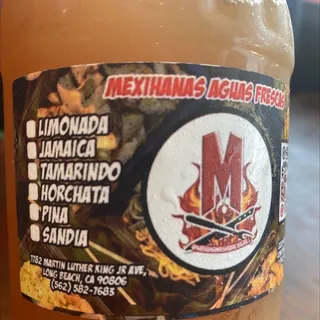 MEXIHANAS AGUAS FRESCAS
LIMONADA
JAMAICA
TAMARINDO
HORCHATA
PINA
SANDIA
M
1782 MARTIN LUTHER KING JR AVE,
LONG BEACH, CA 90806
(562) 582-7683